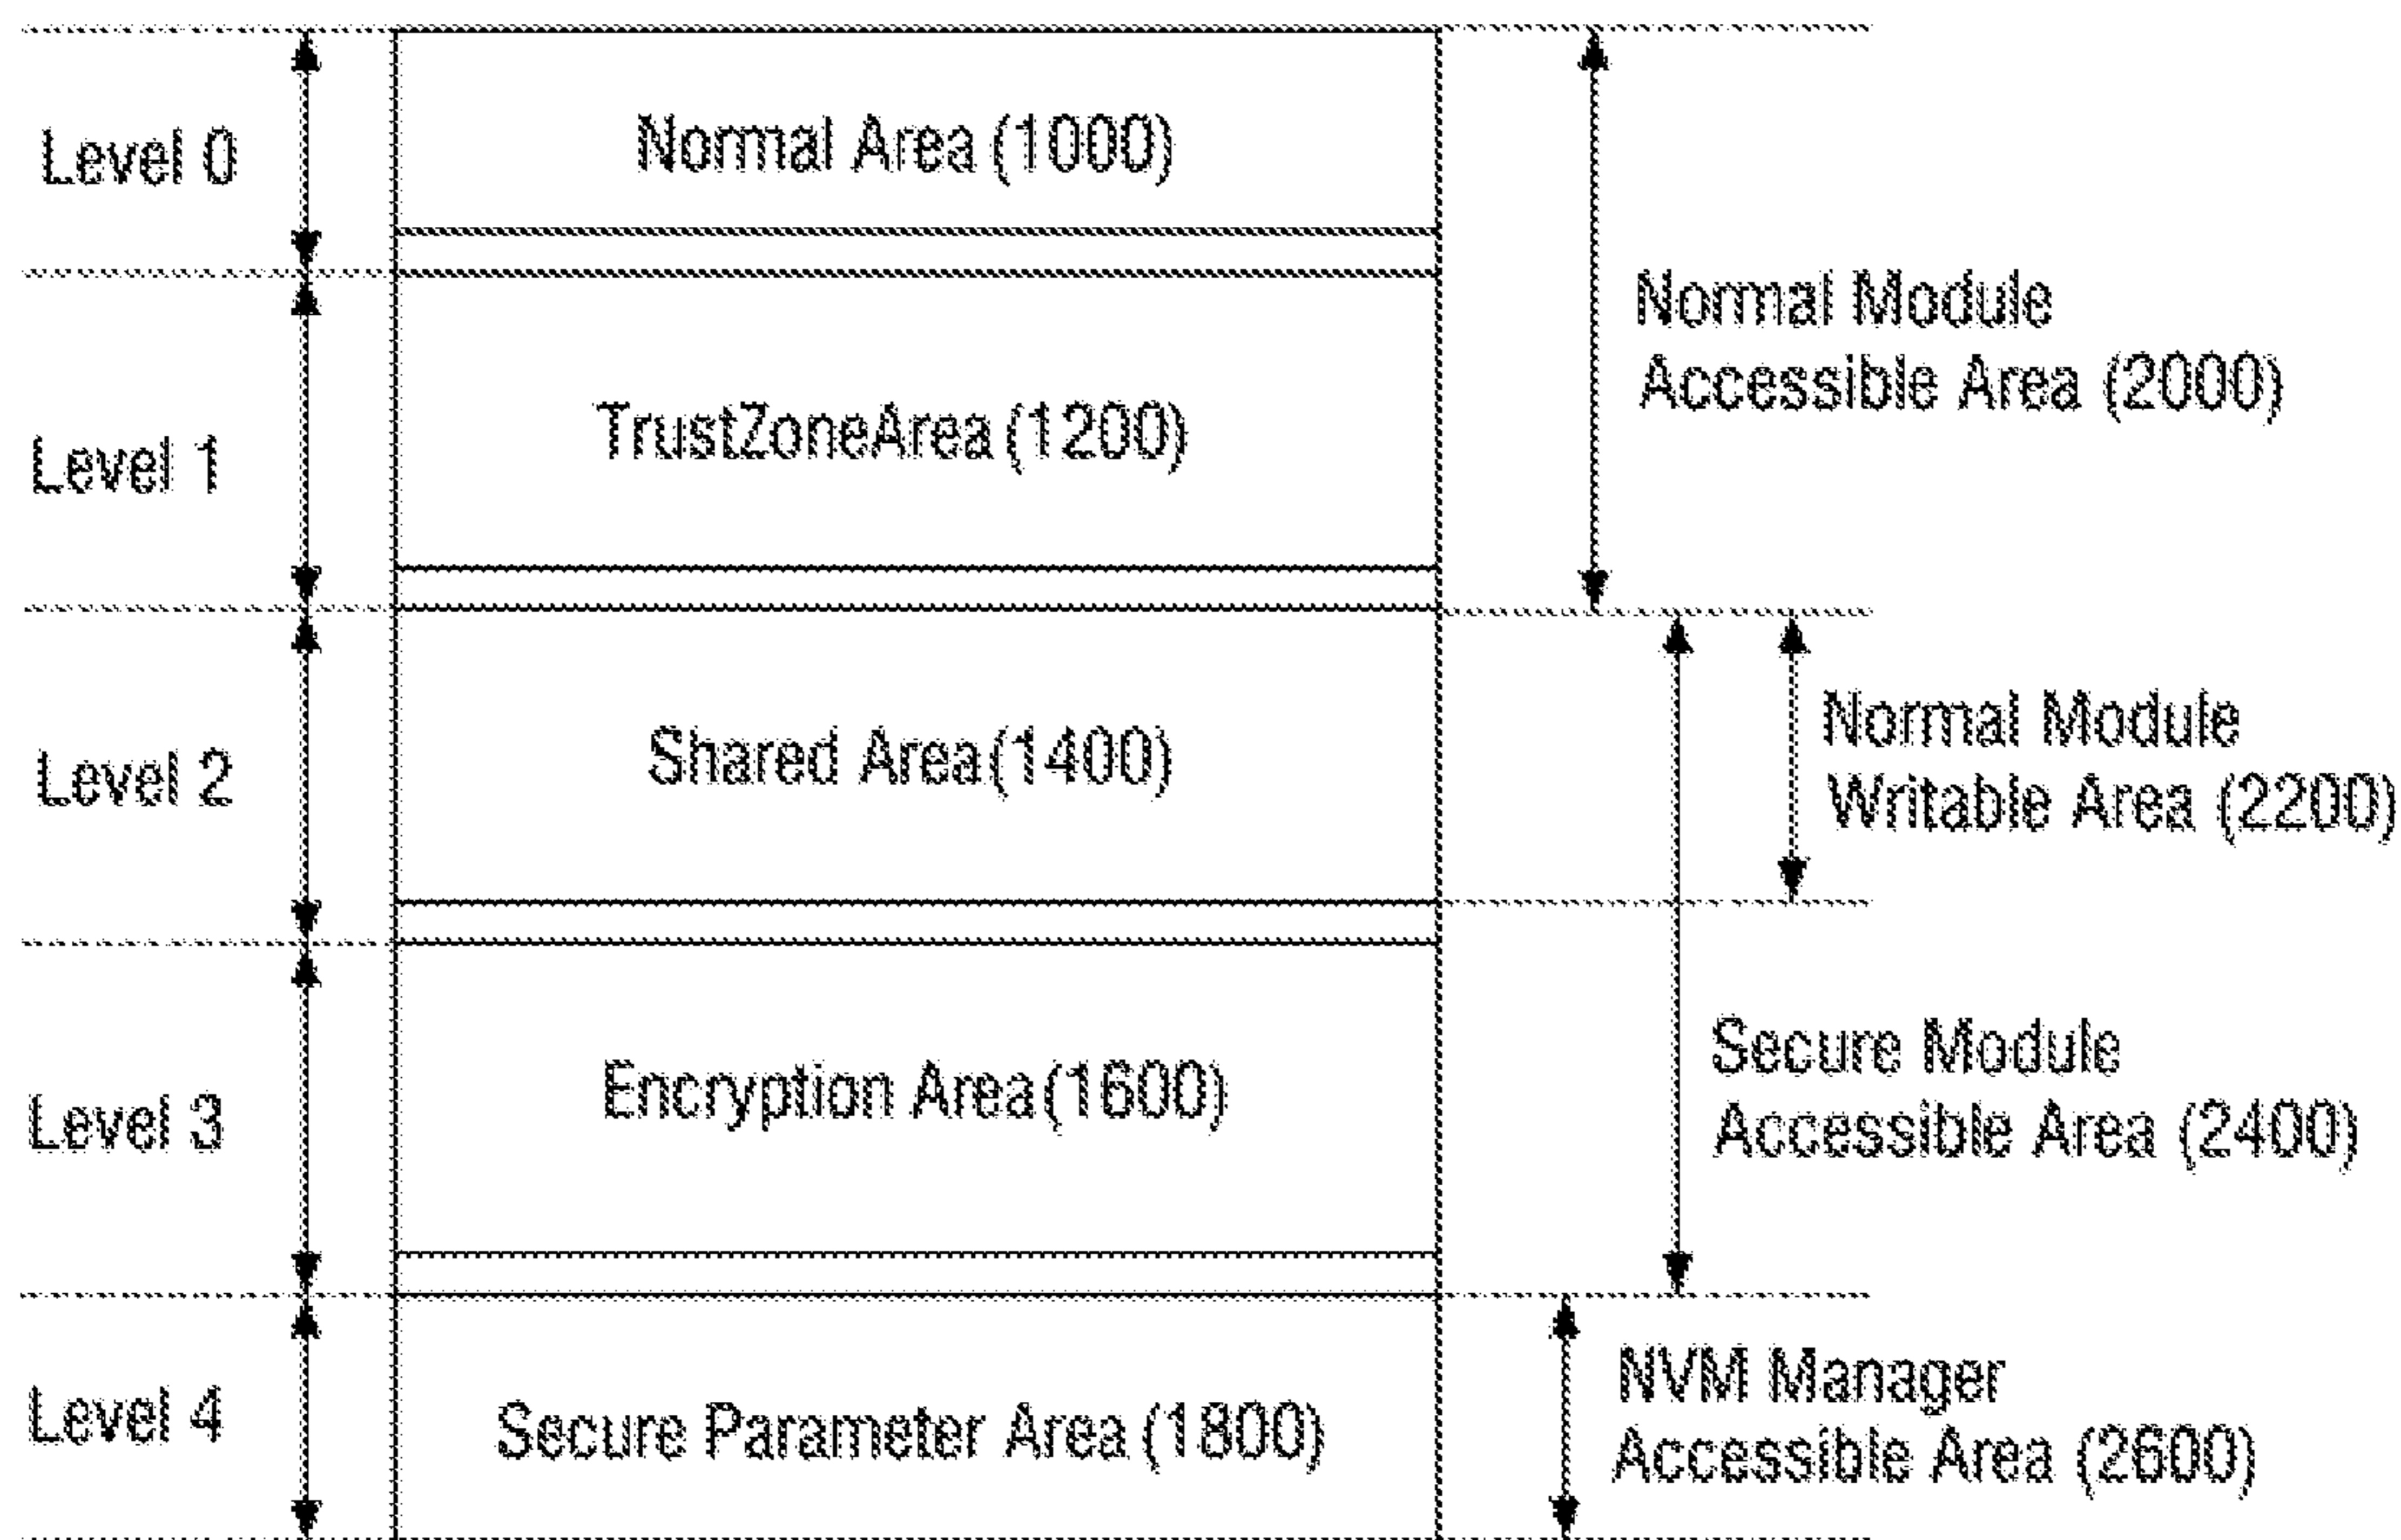 Level 0
Normal Area (1000)
Normal Module
Accessible Area (2000)
Level 1
TrustZoneArea (1200)
Level 2
Shared Area (1400)
Normal Module
Writable Area (2200)
Level 3
Encryption Area (1600)
Secure Module
Accessible Area (2400)
Level 4
Secure Parameter Area (1800)
NVM Manager
Accessible Area (2600)